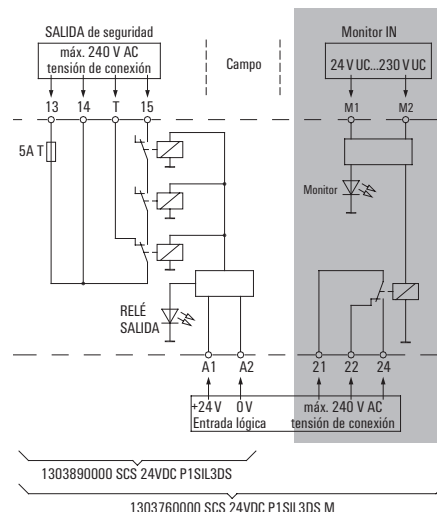 SALIDA de seguridad
máx. 240 V AC
tensión de conexión
13 14 T 15
5A T
Campo
Monitor IN
24 V UC...230 V UC
M1 M2
Monitor
RELÉ
SALIDA
A1 A2 21 22 24
+24 V 0 V
Entrada lógica
máx. 240 V AC
tensión de conexión
1303890000 SCS 24VDC P1SIL3DS
1303760000 SCS 24VDC P1SIL3DS M